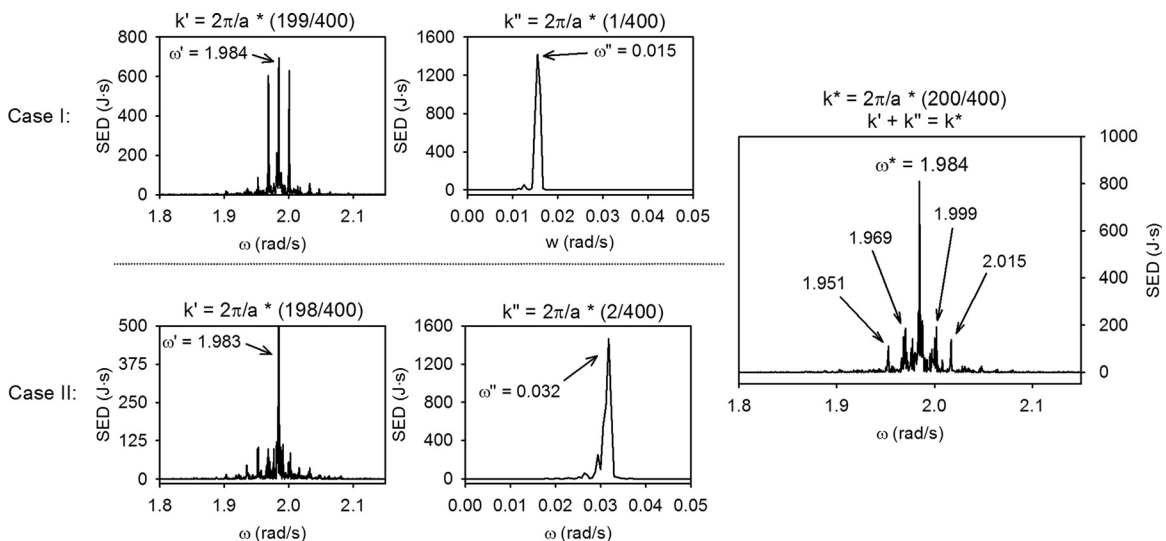 Case I:
k' = 2π/a * (199/400)
SED (J·s)
800
600
400
200
0
ω' = 1.984
1.8 1.9 2.0 2.1
ω (rad/s)
k" = 2π/a * (1/400)
SED (J·s)
1600
1200
800
400
0
ω" = 0.015
0.00 0.01 0.02 0.03 0.04 0.05
w (rad/s)
Case II:
k' = 2π/a * (198/400)
SED (J·s)
500
375
250
125
0
ω' = 1.983
1.8 1.9 2.0 2.1
ω (rad/s)
k" = 2π/a * (2/400)
SED (J·s)
1600
1200
800
400
0
ω" = 0.032
0.00 0.01 0.02 0.03 0.04 0.05
ω (rad/s)
k* = 2π/a * (200/400)
k' + k" = k*
1000
800
600
400
200
0
SED (J·s)
ω* = 1.984
1.999
1.969
2.015
1.951
1.8 1.9 2.0 2.1
ω (rad/s)